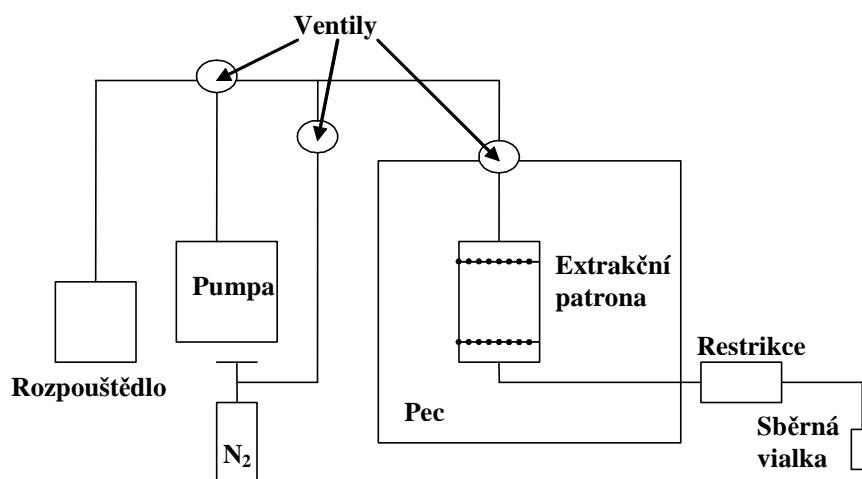 Ventily
Pumpa
Rozpouštědlo
N₂
Extrakční
patrona
Pec
Restrikce
Sběrná
vialka